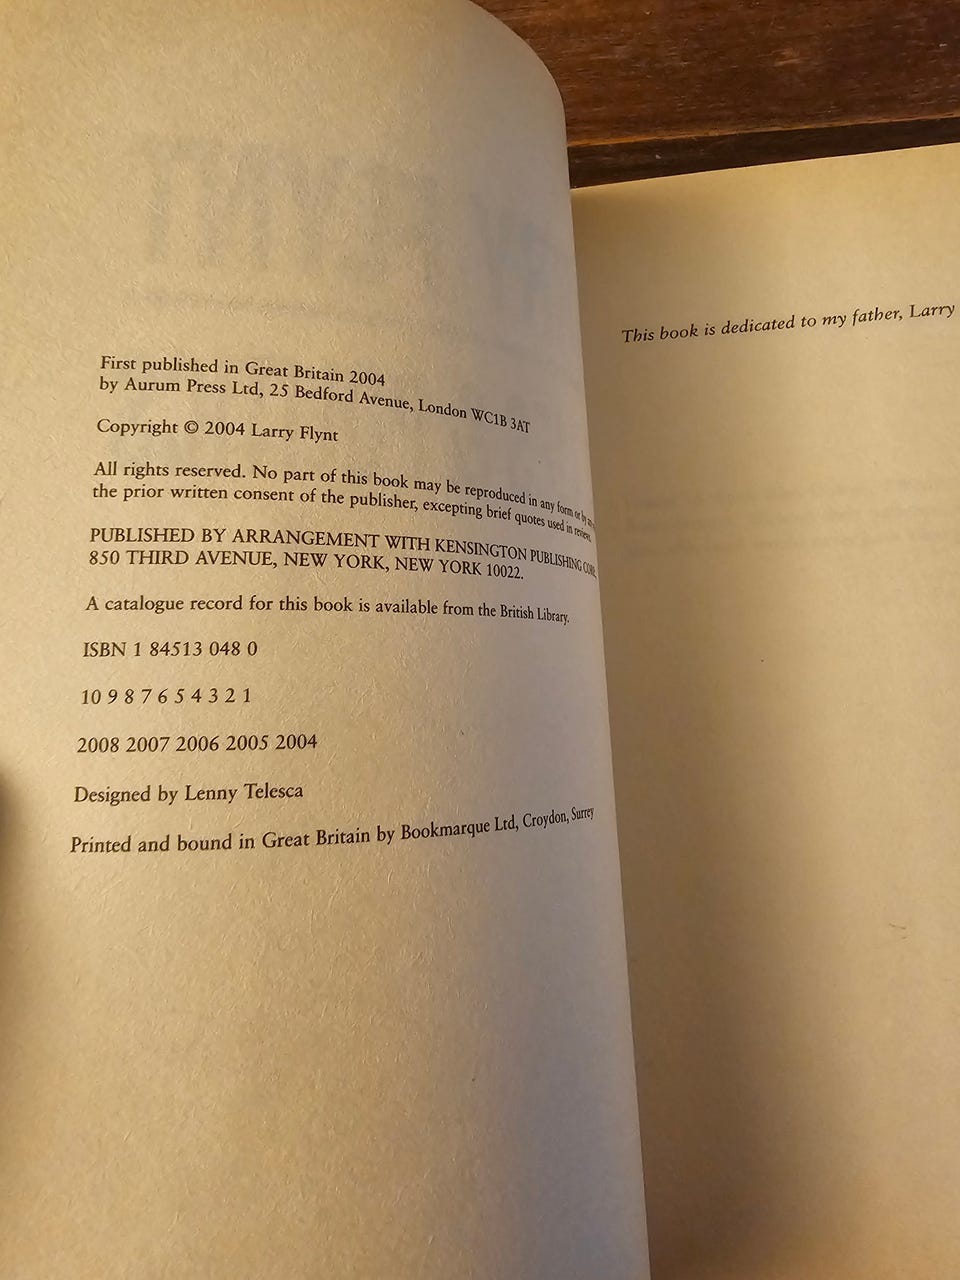 First published in Great Britain 2004
by Aurum Press Ltd, 25 Bedford Avenue, London WC1B 3AT
Copyright © 2004 Larry Flynt
All rights reserved. No part of this book may be reproduced in any form or by
the prior written consent of the publisher, excepting brief quotes used in reviews.
PUBLISHED BY ARRANGEMENT WITH KENSINGTON PUBLISHING CORP.,
850 THIRD AVENUE, NEW YORK, NEW YORK 10022.
A catalogue record for this book is available from the British Library.
ISBN 1 84513 048 0
10 9 8 7 6 5 4 3 2 1
2008 2007 2006 2005 2004
Designed by Lenny Telesca
Printed and bound in Great Britain by Bookmarque Ltd, Croydon, Surrey
This book is dedicated to my father, Larry